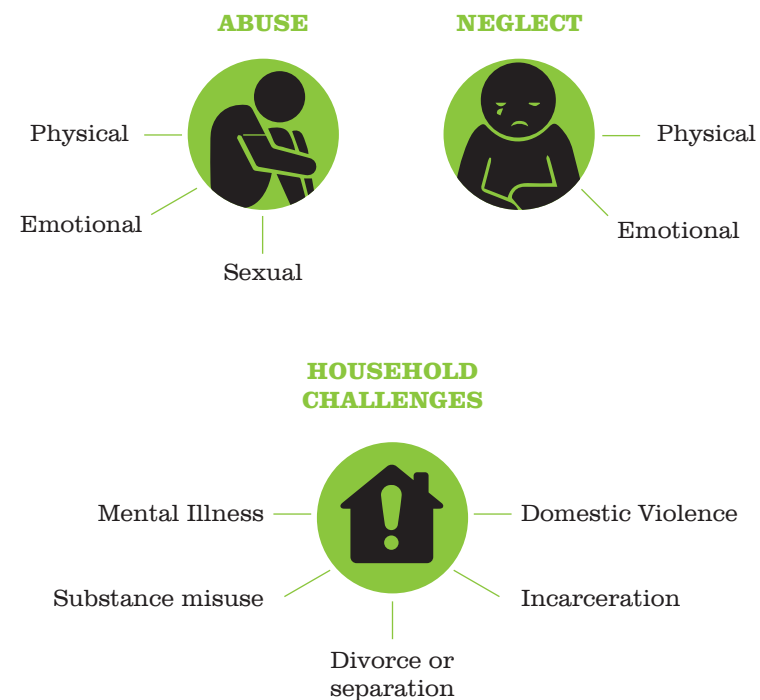 ABUSE
Physical
Emotional
Sexual
NEGLECT
Physical
Emotional
HOUSEHOLD
CHALLENGES
Mental Illness
Substance misuse
Divorce or
separation
Domestic Violence
Incarceration